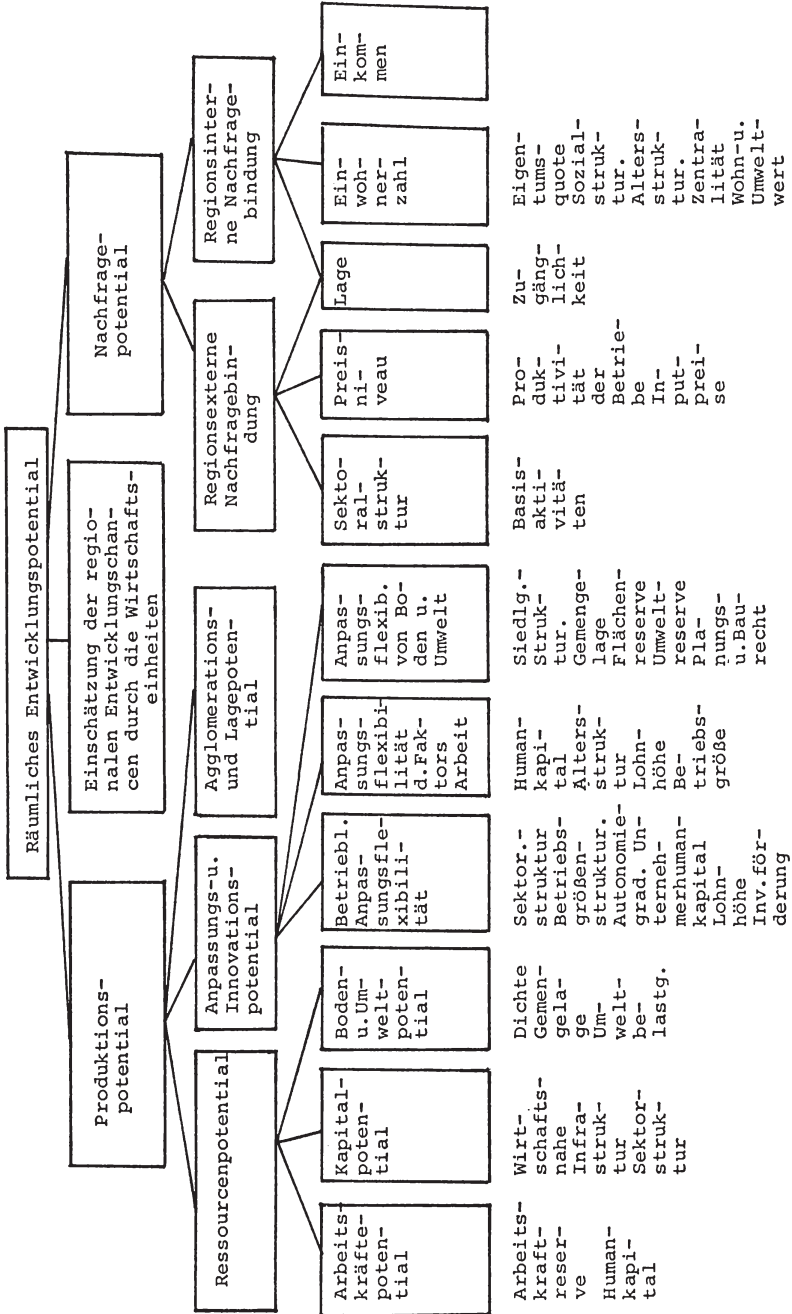 Räumliches Entwicklungspotential
Produktions-
potential
Einschätzung der regio-
nalen Entwicklungschan-
cen durch die Wirtschafts-
einheiten
Nachfrage-
potential
Ressourcenpotential
Anpassungs-u.
Innovations-
potential
Agglomerations-
und Lagepoten-
tial
Regionsexterne
Nachfragebin-
dung
Regionsinter-
ne Nachfrage-
bindung
Arbeits-
kräfte-
poten-
tial
Kapital-
poten-
tial
Boden-
u.Um-
welt-
poten-
tial
Betriebl.
Anpas-
sungsfle-
xibili-
tät
Anpas-
sungs-
flexibi-
lität
d.Fak-
tors
Arbeit
Anpas-
sungs-
flexib.
von Bo-
den u.
Umwelt
Sekto-
ral-
struk-
tur
Preis-
ni-
veau
Lage
Ein-
woh-
ner-
zahl
Ein-
kom-
men
Arbeits-
kraft-
reser-
ve
Human-
kapi-
tal
Wirt-
schafts-
nahe
Infra-
struk-
tur
Sektor-
struk-
tur
Dichte
Gemen-
gela-
ge
Um-
welt-
be-
lastg.
Sektor.-
struktur
Betriebs-
größen-
struktur.
Autonomie-
grad. Un-
terneh-
merhuman-
kapital
Lohn-
höhe
Inv.för-
derung
Human-
kapi-
tal
Alters-
struk-
tur
Lohn-
höhe
Be-
triebs-
größe
Siedlg.-
Struk-
tur.
Gemenge-
lage
Flächen-
reserve
Umwelt-
reserve
Pla-
nungs-
u.Bau-
recht
Basis-
akti-
vitä-
ten
Pro-
duk-
tivi-
tät
der
Betrie-
be
In-
put-
prei-
se
Zu-
gäng-
lich-
keit
Eigen-
tums-
quote
Sozial-
struk-
tur.
Alters-
struk-
tur.
Zentra-
lität
Wohn-u.
Umwelt-
wert